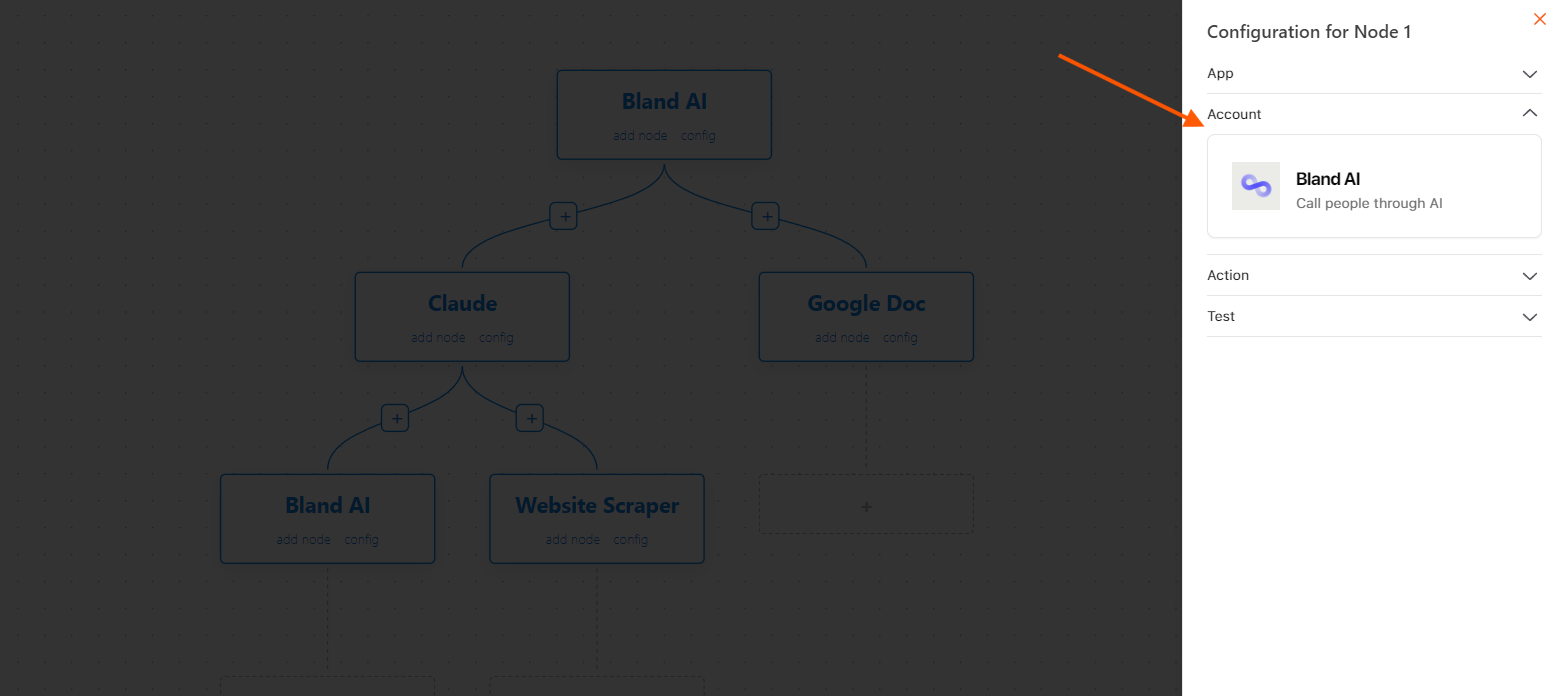 Configuration for Node 1
App
Account
Bland AI
Call people through AI
Action
Test
Bland AI
add node config
+ +
Claude
add node config
Google Doc
add node config
+ +
Bland AI
add node config
Website Scraper
add node config
+